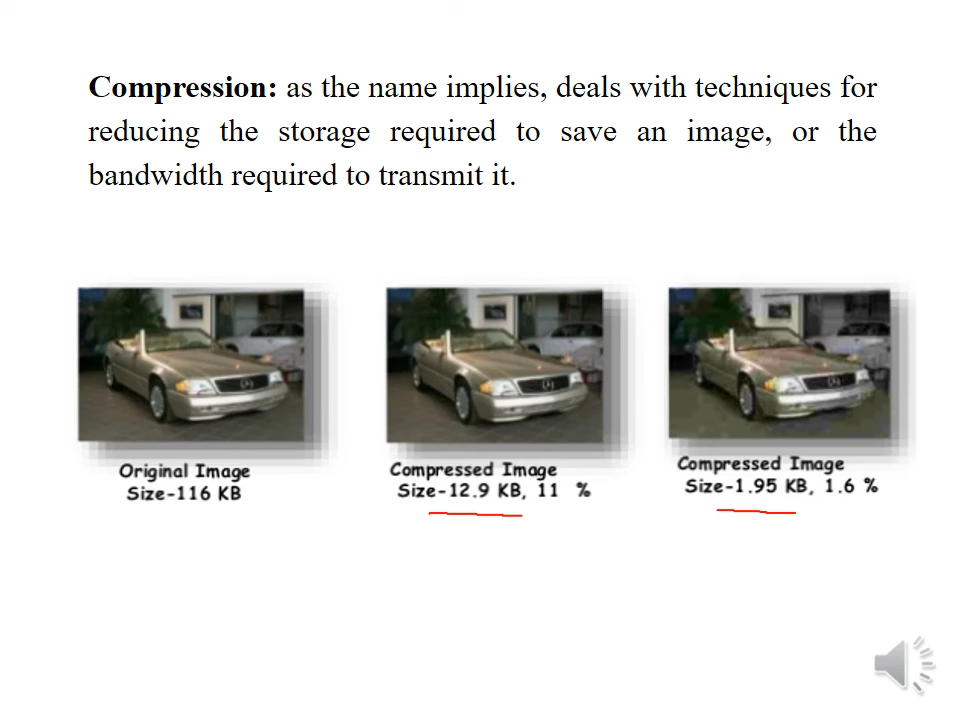 Compression: as the name implies, deals with techniques for
reducing the storage required to save an image, or the
bandwidth required to transmit it.
Original Image
Size-116 KB
Compressed Image
Size-12.9 KB, 11 %
Compressed Image
Size-1.95 KB, 1.6 %